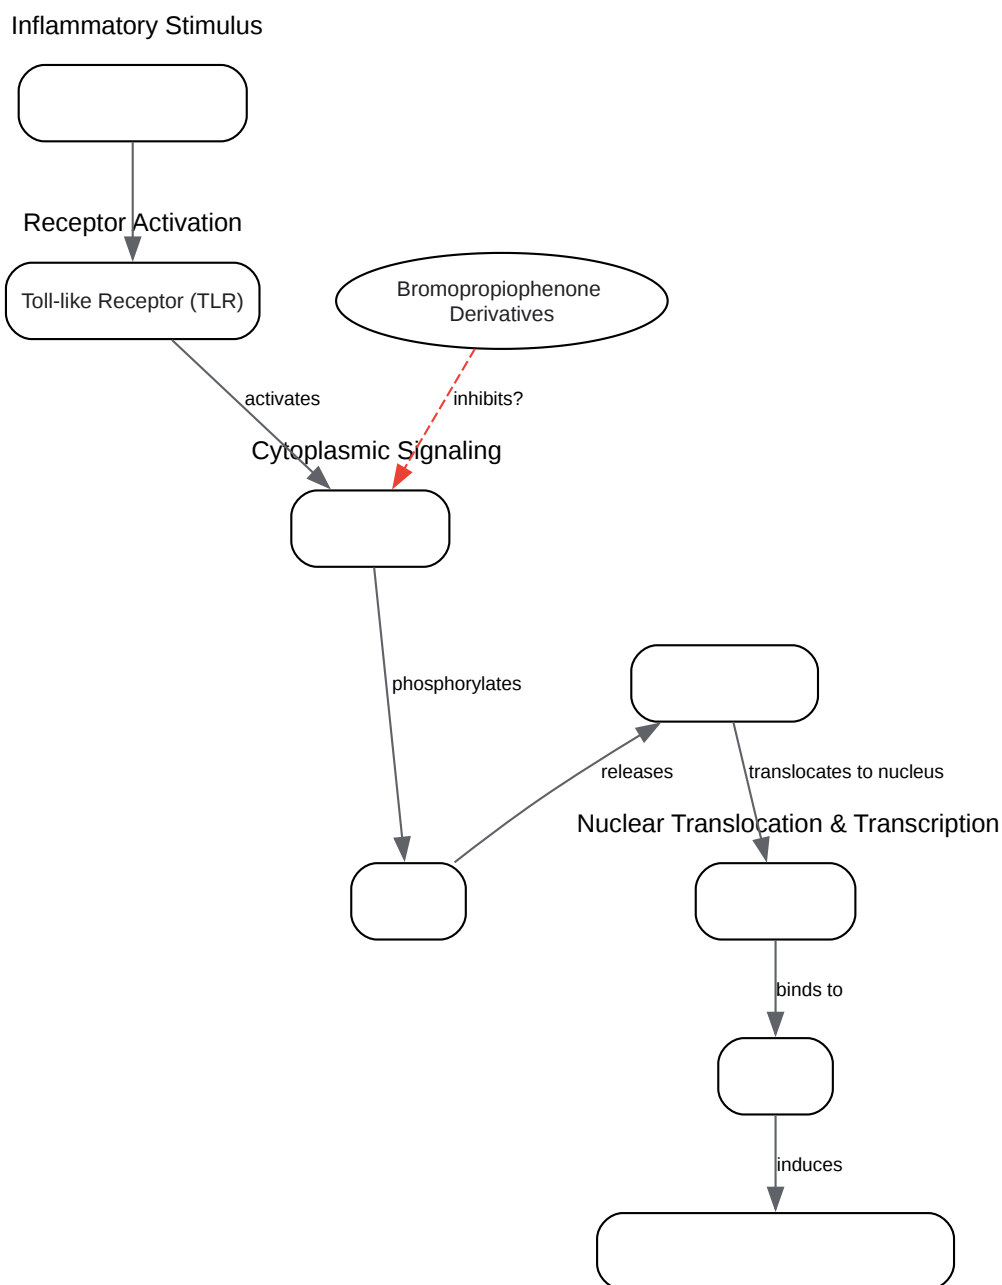 Inflammatory Stimulus
Receptor Activation
Toll-like Receptor (TLR)
Bromopropiophenone
Derivatives
activates
inhibits?
Cytoplasmic Signaling
phosphorylates
releases
translocates to nucleus
Nuclear Translocation & Transcription
binds to
induces